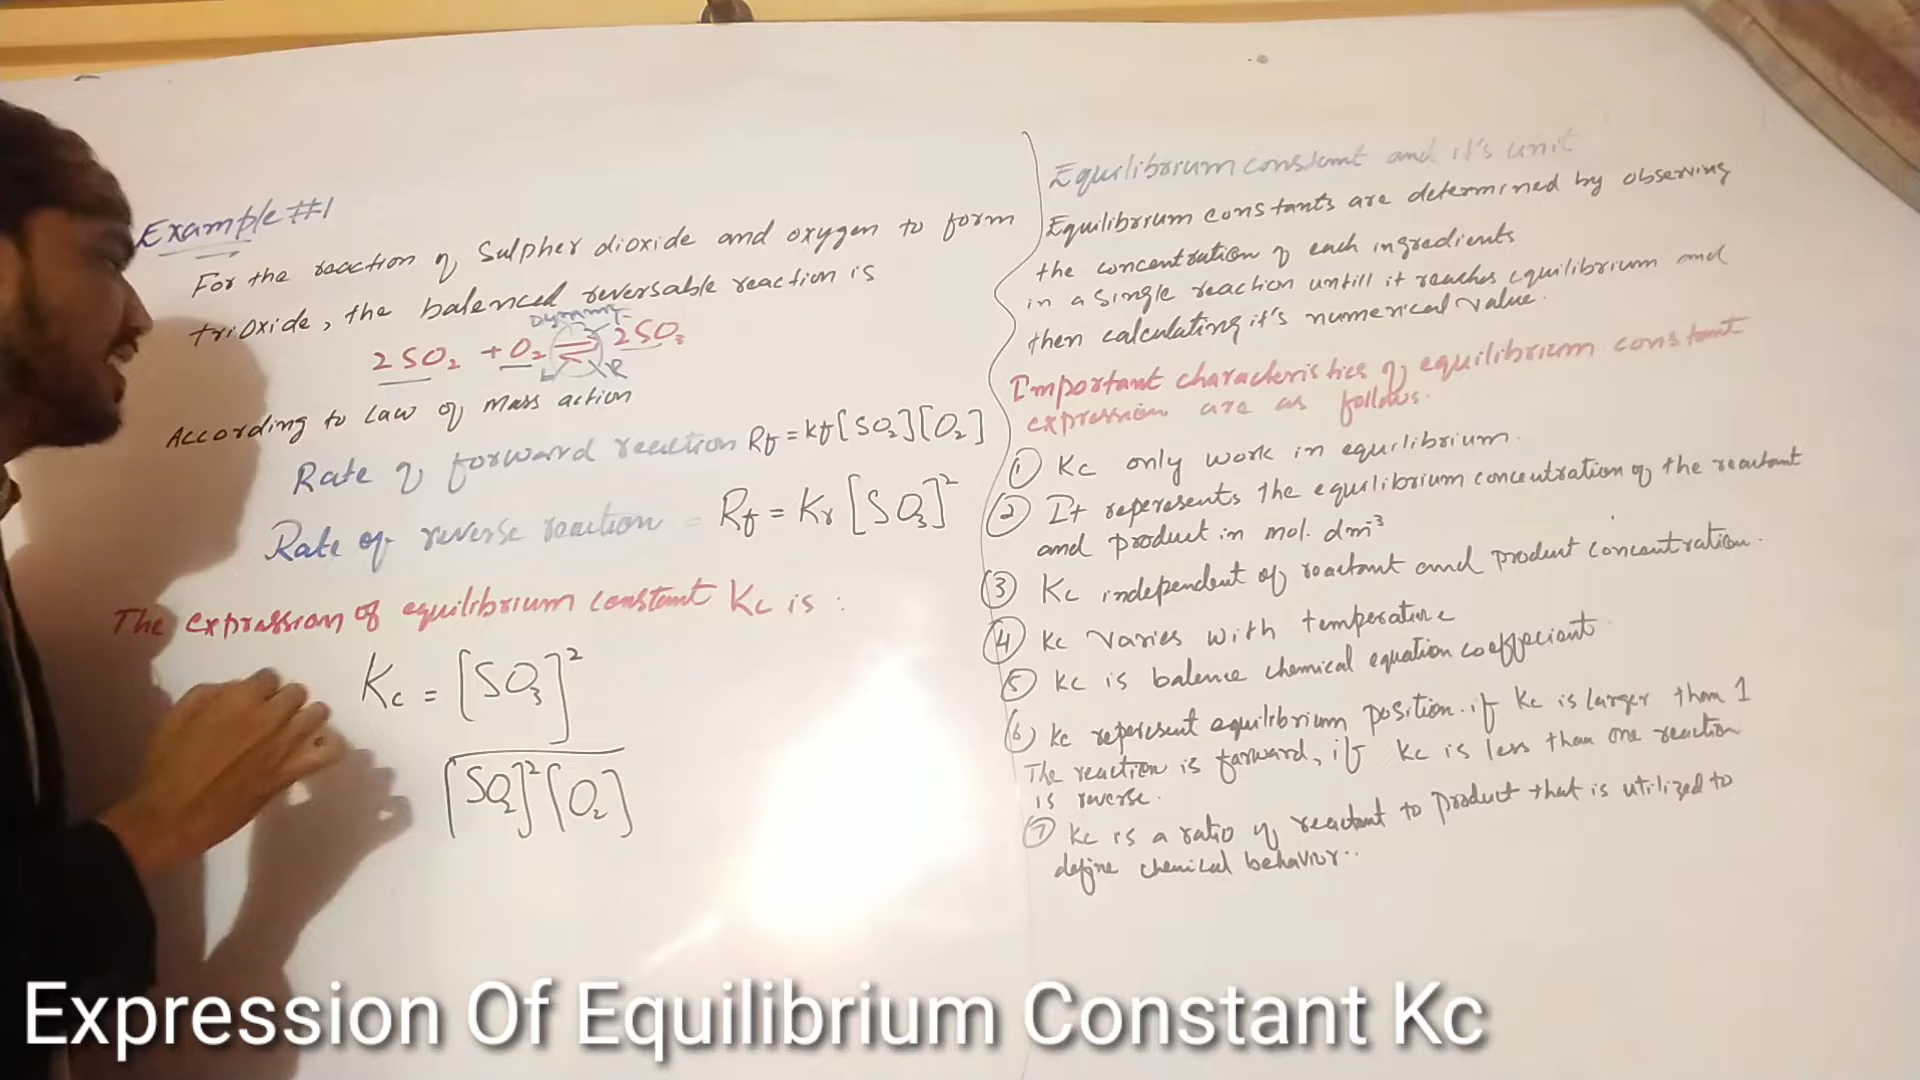 Example #1
For the reaction of Sulpher dioxide and oxygen to form
trioxide, the balenced reversable reaction is
Dynamic
2SO₂ + O₂ ⇌ 2SO₃
R
According to Law of Mass action
Rate of forward reaction Rf = kf[SO₂][O₂]
Rate of reverse reaction = Rf = Kr [SO₃]²
The expression of equilibrium constant Kc is :
Kc = [SO₃]²
[SO₂]²[O₂]
Equilibrium constant and it's unit
Equilibrium constants are determined by observing
the concentration of each ingredients
in a single reaction untill it reaches equilibrium and
then calculating it's numerical value.
Important characteristics of equilibrium constant
expression are as follows.
① Kc only work in equilibrium.
② It reperesents the equilibrium concentration of the reactant
and product in mol. dm⁻³
③ Kc independent of reactant and product concentration.
④ Kc varies with temperature
⑤ Kc is balence chemical equation coeffecient.
⑥ Kc represent equilibrium position. if Kc is larger than 1
The reaction is farward, if Kc is less than one reaction
is reverse.
⑦ Kc is a ratio of reactant to product that is utilized to
define chemical behavior..
Expression Of Equilibrium Constant Kc